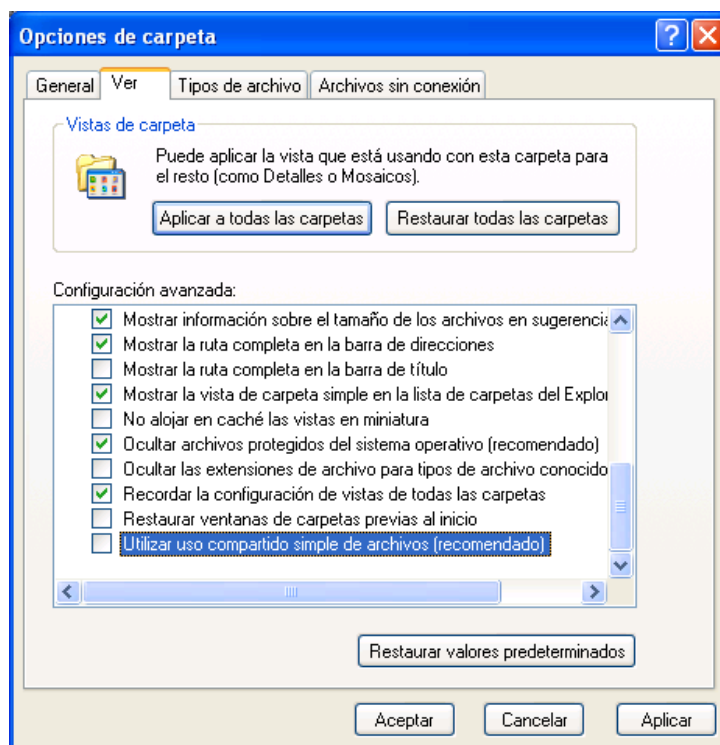 Opciones de carpeta
General Ver Tipos de archivo Archivos sin conexión
Vistas de carpeta
Puede aplicar la vista que está usando con esta carpeta para
el resto (como Detalles o Mosaicos).
Aplicar a todas las carpetas Restaurar todas las carpetas
Configuración avanzada:
Mostrar información sobre el tamaño de los archivos en sugerencia
Mostrar la ruta completa en la barra de direcciones
Mostrar la ruta completa en la barra de título
Mostrar la vista de carpeta simple en la lista de carpetas del Explor
No alojar en caché las vistas en miniatura
Ocultar archivos protegidos del sistema operativo (recomendado)
Ocultar las extensiones de archivo para tipos de archivo conocido
Recordar la configuración de vistas de todas las carpetas
Restaurar ventanas de carpetas previas al inicio
Utilizar uso compartido simple de archivos (recomendado)
Restaurar valores predeterminados
Aceptar Cancelar Aplicar